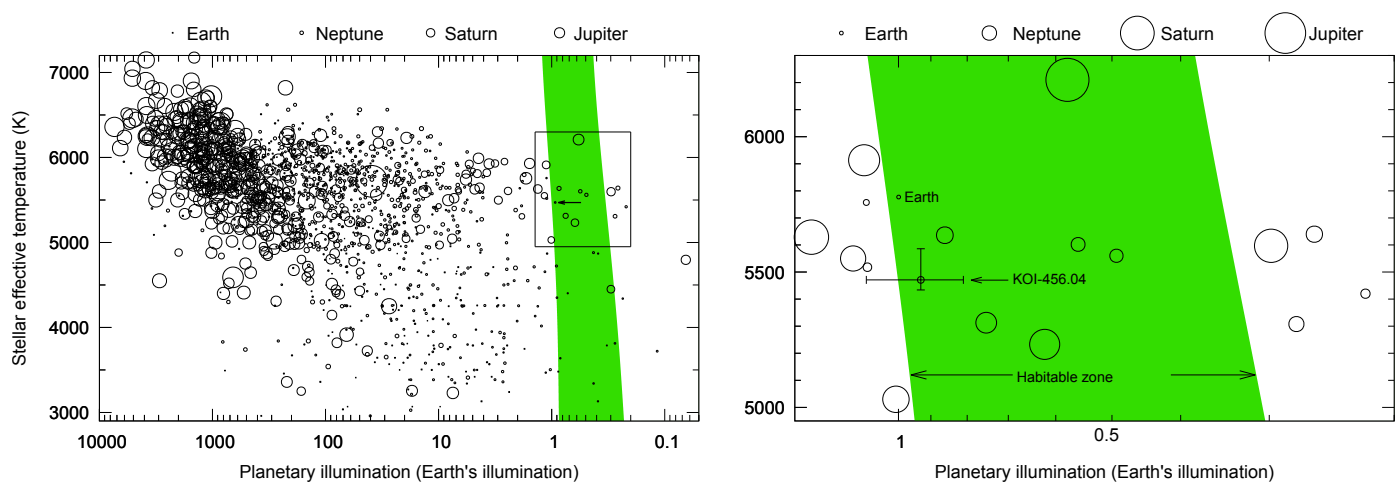 Earth Neptune Saturn Jupiter
7000
6000
5000
4000
3000
Stellar effective temperature (K)
10000 1000 100 10 1 0.1
Planetary illumination (Earth's illumination)
Earth Neptune Saturn Jupiter
6000
5500
5000
Earth
KOI-456.04
Habitable zone
1 0.5
Planetary illumination (Earth's illumination)